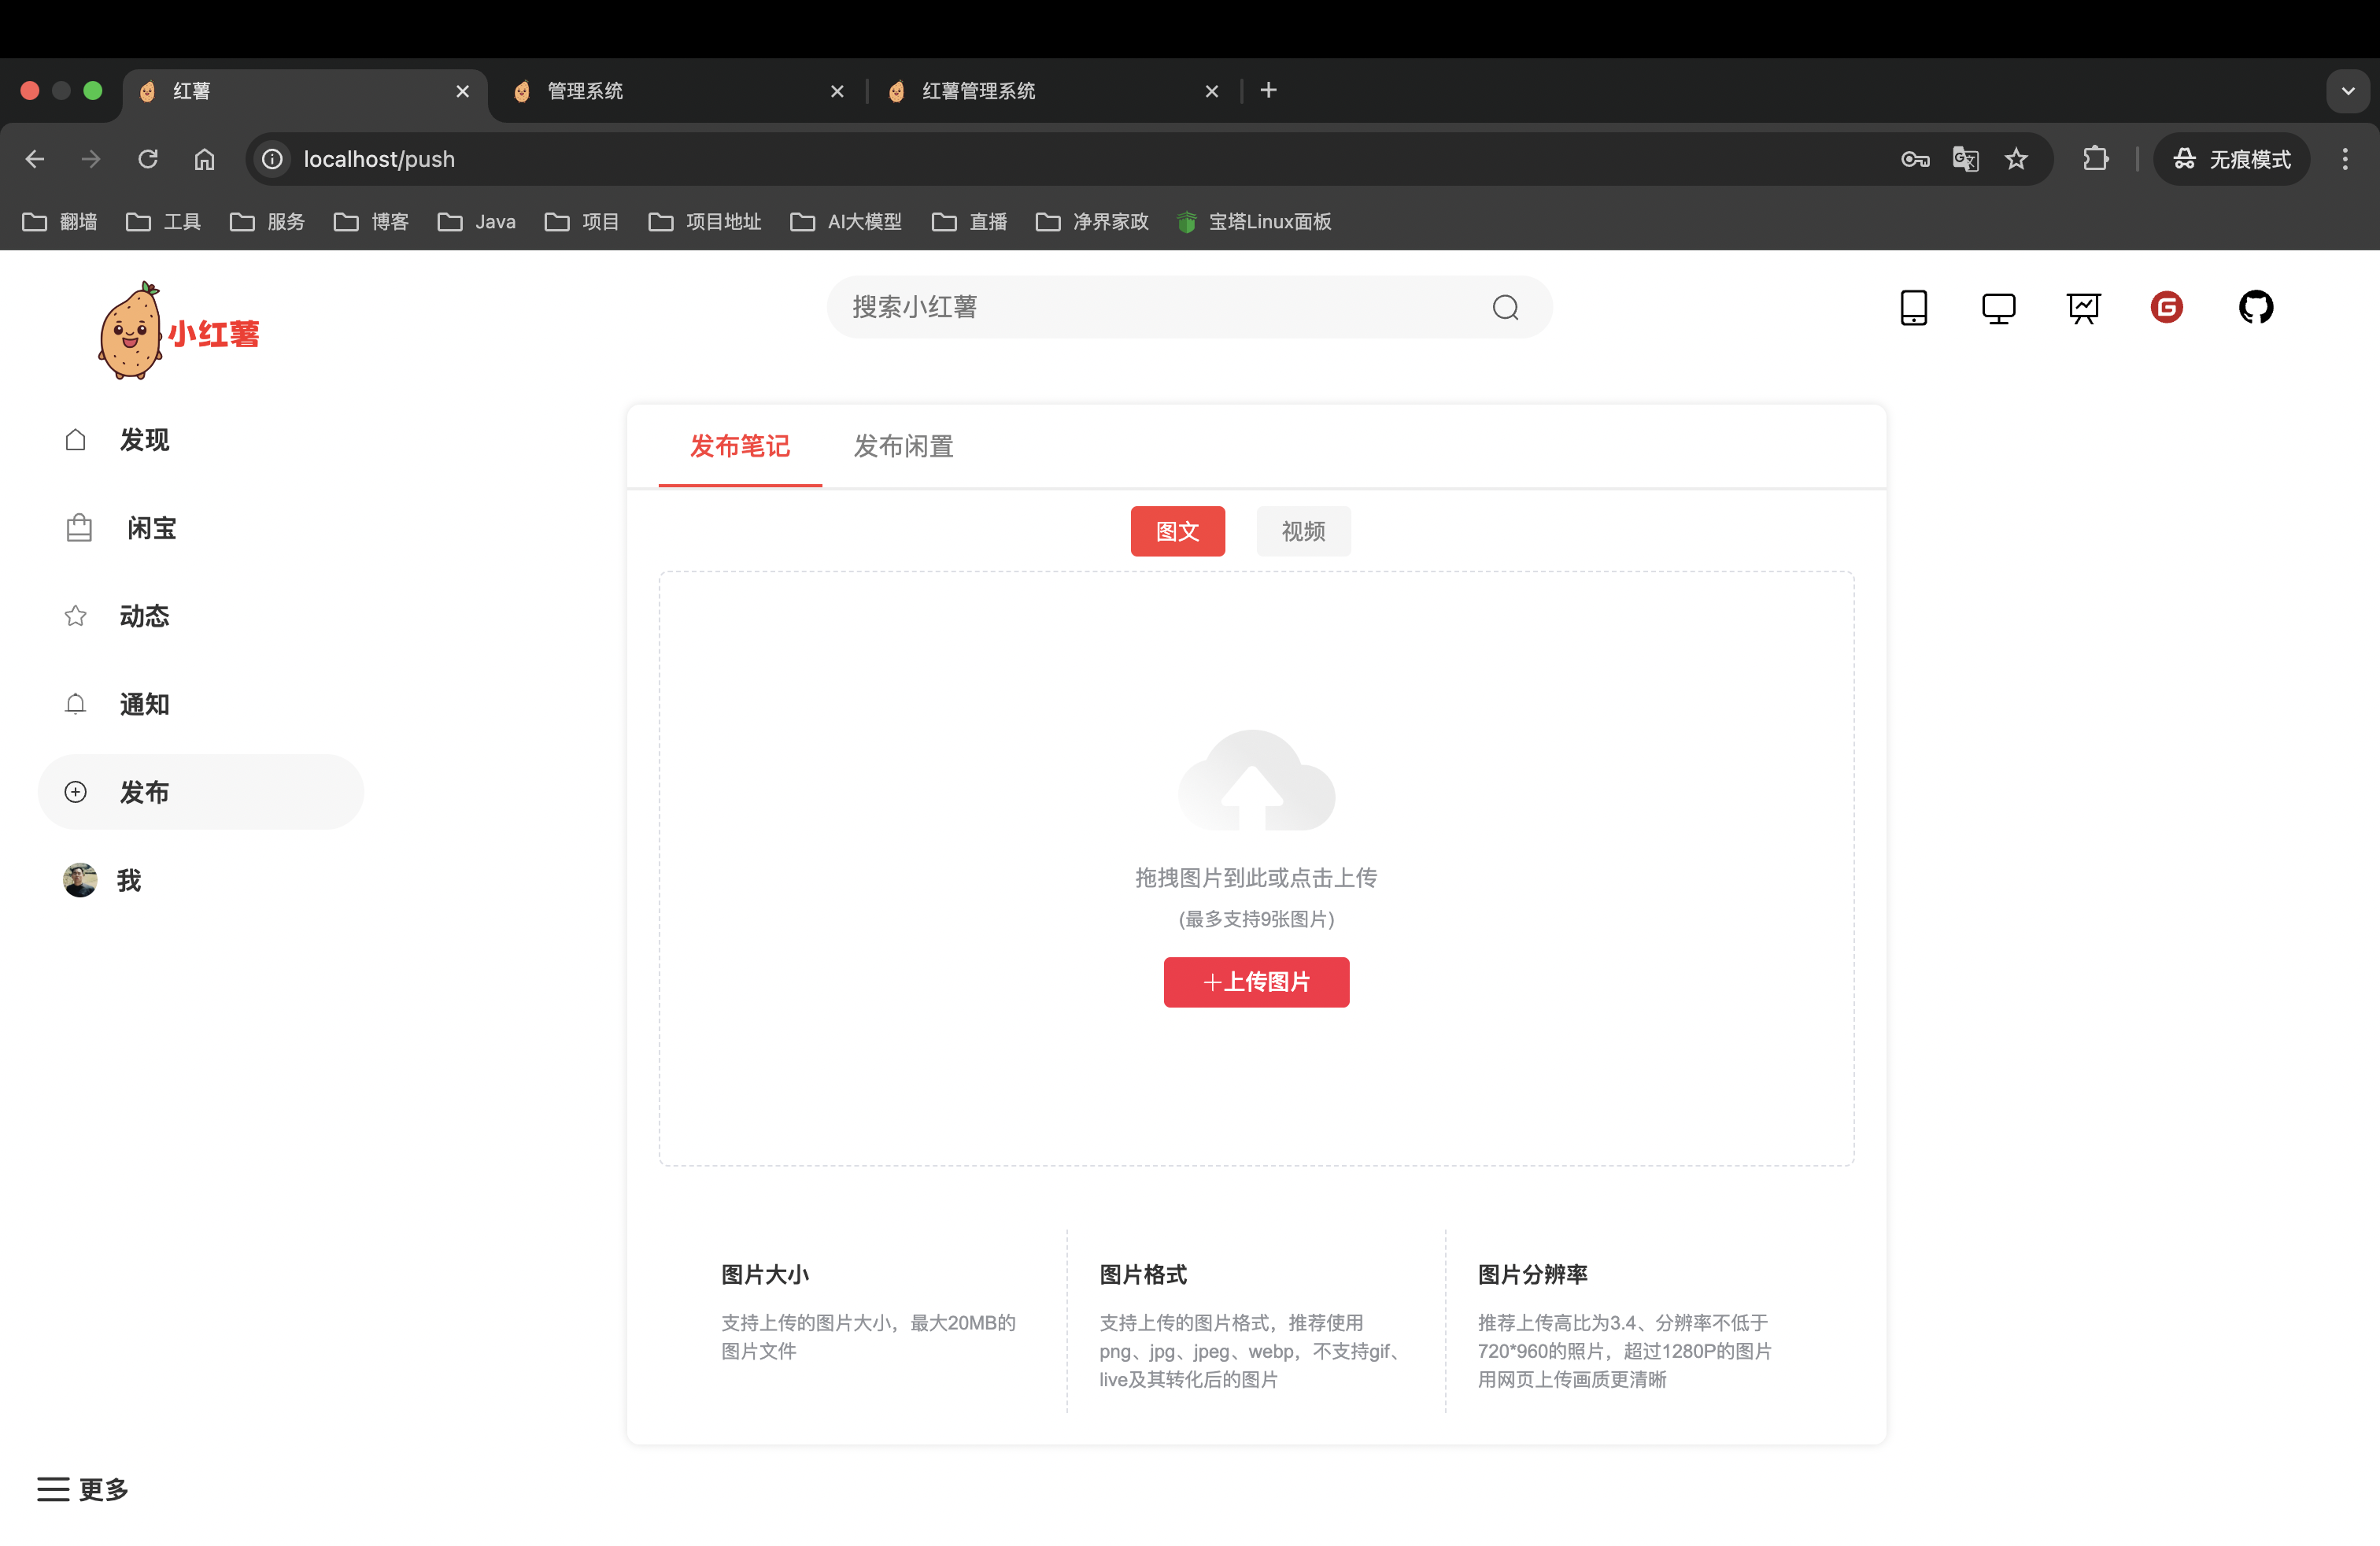 红薯
管理系统
红薯管理系统
localhost/push
无痕模式
翻墙
工具
服务
博客
Java
项目
项目地址
AI大模型
直播
净界家政
宝塔Linux面板
小红薯
搜索小红薯
发现
闲宝
动态
通知
发布
我
更多
发布笔记
发布闲置
图文
视频
拖拽图片到此或点击上传
(最多支持9张图片)
+上传图片
图片大小
支持上传的图片大小，最大20MB的
图片文件
图片格式
支持上传的图片格式，推荐使用
png、jpg、jpeg、webp，不支持gif、
live及其转化后的图片
图片分辨率
推荐上传高比为3.4、分辨率不低于
720*960的照片，超过1280P的图片
用网页上传画质更清晰